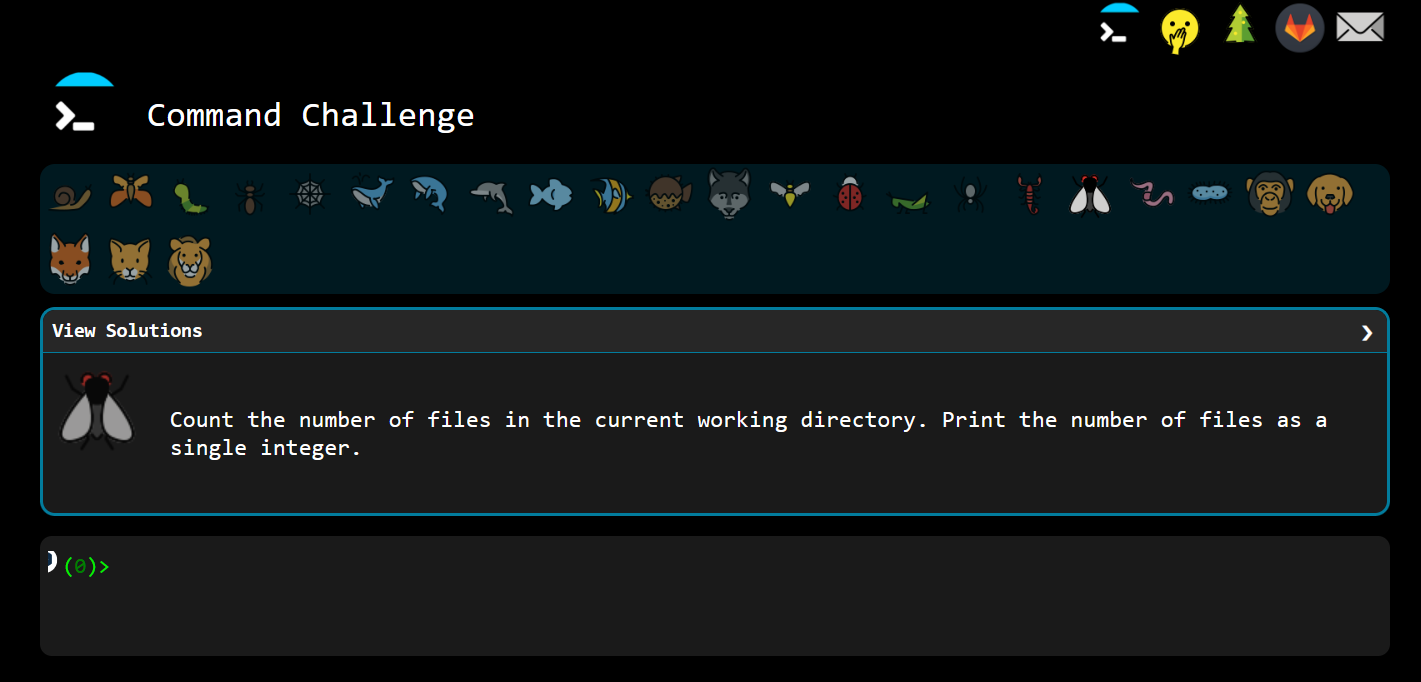 Command Challenge
View Solutions
Count the number of files in the current working directory. Print the number of files as a
single integer.
(0)>